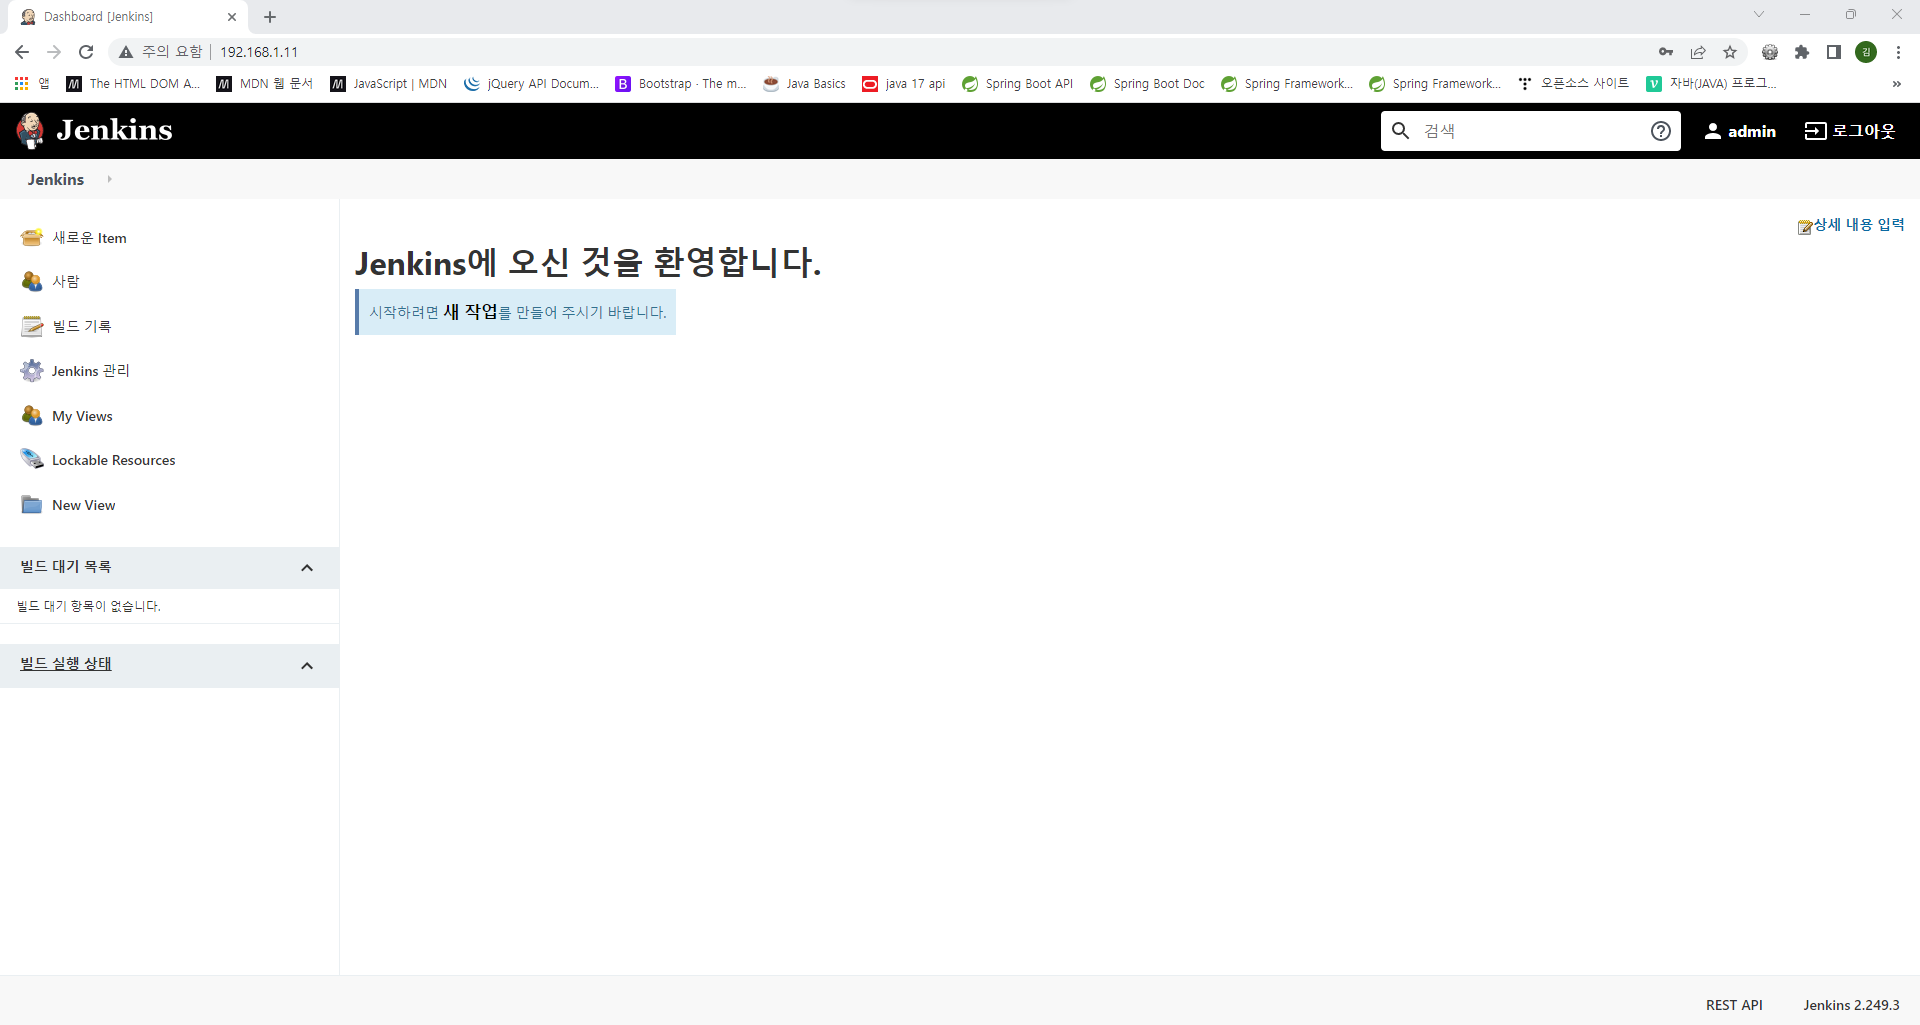 Dashboard [Jenkins]
주의 요함 192.168.1.11
김
앱 The HTML DOM A... MDN 웹 문서 JavaScript | MDN jQuery API Docum... Bootstrap · The m... Java Basics java 17 api Spring Boot API Spring Boot Doc Spring Framework... Spring Framework... 오픈소스 사이트 자바(JAVA) 프로그...
Jenkins 검색 admin 로그아웃
Jenkins
상세 내용 입력
새로운 Item
사람
빌드 기록
Jenkins 관리
My Views
Lockable Resources
New View
빌드 대기 목록
빌드 대기 항목이 없습니다.
빌드 실행 상태
Jenkins에 오신 것을 환영합니다.
시작하려면 새 작업를 만들어 주시기 바랍니다.
REST API Jenkins 2.249.3